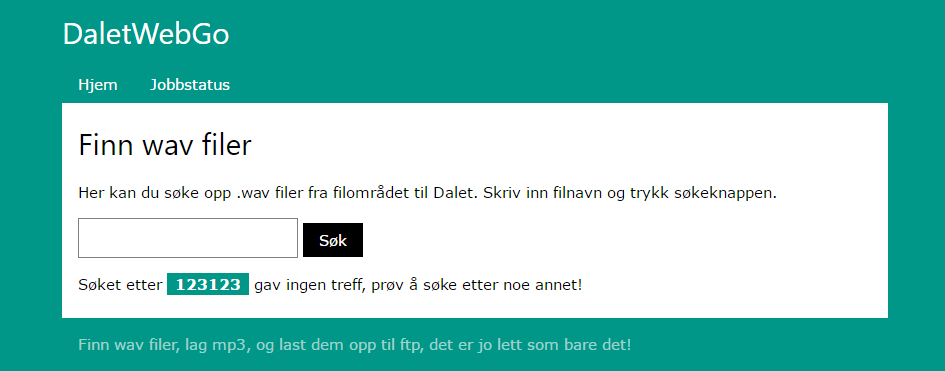 DaletWebGo
Hjem Jobbstatus
Finn wav filer
Her kan du søke opp .wav filer fra filområdet til Dalet. Skriv inn filnavn og trykk søkeknappen.
Søk
Søket etter 123123 gav ingen treff, prøv å søke etter noe annet!
Finn wav filer, lag mp3, og last dem opp til ftp, det er jo lett som bare det!